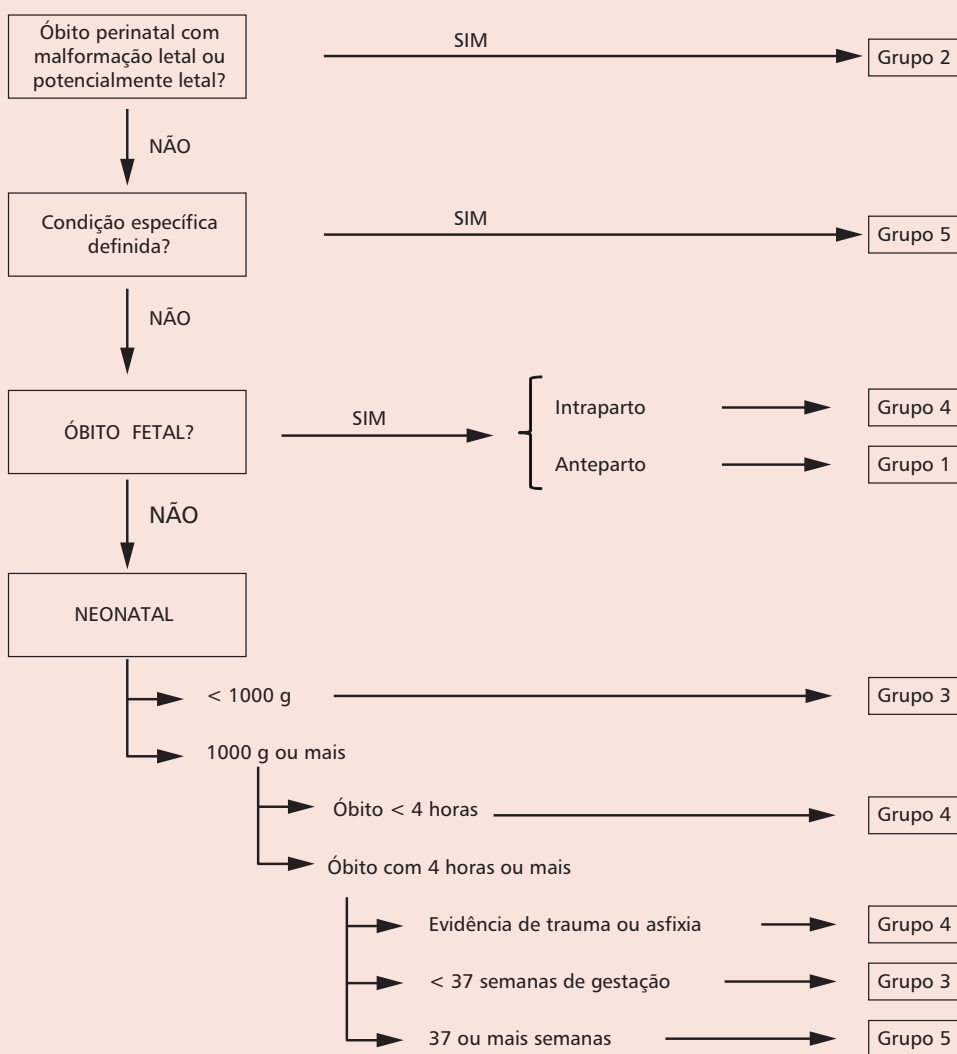 Óbito perinatal com
malformação letal ou
potencialmente letal?
SIM
Grupo 2
NÃO
Condição específica
definida?
SIM
Grupo 5
NÃO
ÓBITO FETAL?
SIM
Intraparto
Grupo 4
Anteparto
Grupo 1
NÃO
NEONATAL
< 1000 g
Grupo 3
1000 g ou mais
Óbito < 4 horas
Grupo 4
Óbito com 4 horas ou mais
Evidência de trauma ou asfixia
Grupo 4
< 37 semanas de gestação
Grupo 3
37 ou mais semanas
Grupo 5